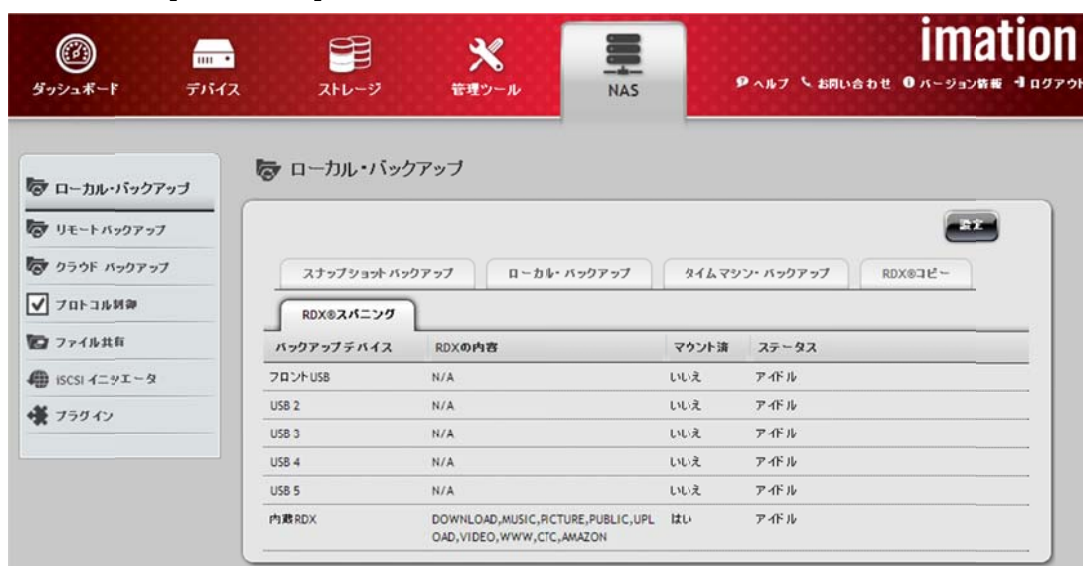 imation
ダッシュボード デバイス ストレージ 管理ツール NAS ヘルプ お問い合わせ バージョン情報 ログアウト
ローカル・バックアップ
リモートバックアップ
クラウド バックアップ
プロトコル制御
ファイル共有
iSCSI イニシエータ
プラグイン
ローカル・バックアップ
設定
スナップショットバックアップ ローカル・バックアップ タイムマシン・バックアップ RDX®コピー
RDX®スパニング
バックアップデバイス RDXの内容 マウント済 ステータス
フロントUSB N/A いいえ アイドル
USB 2 N/A いいえ アイドル
USB 3 N/A いいえ アイドル
USB 4 N/A いいえ アイドル
USB 5 N/A いいえ アイドル
内蔵RDX DOWNLOAD,MUSIC,PICTURE,PUBLIC,UPL はい アイドル
OAD,VIDEO,WWW,CTC,AMAZON